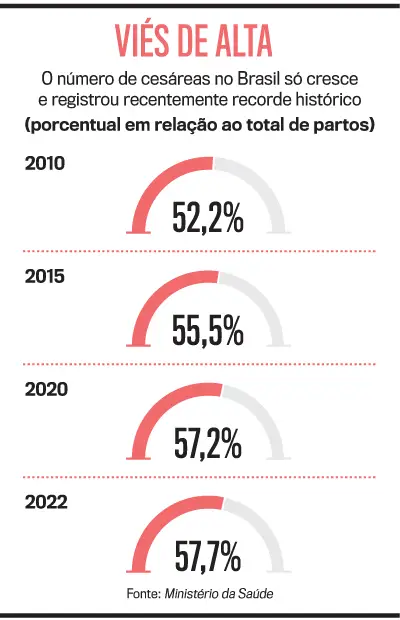 VIÉS DE ALTA
O número de cesáreas no Brasil só cresce
e registrou recentemente recorde histórico
(porcentual em relação ao total de partos)
2010
52,2%
2015
55,5%
2020
57,2%
2022
57,7%
Fonte: Ministério da Saúde